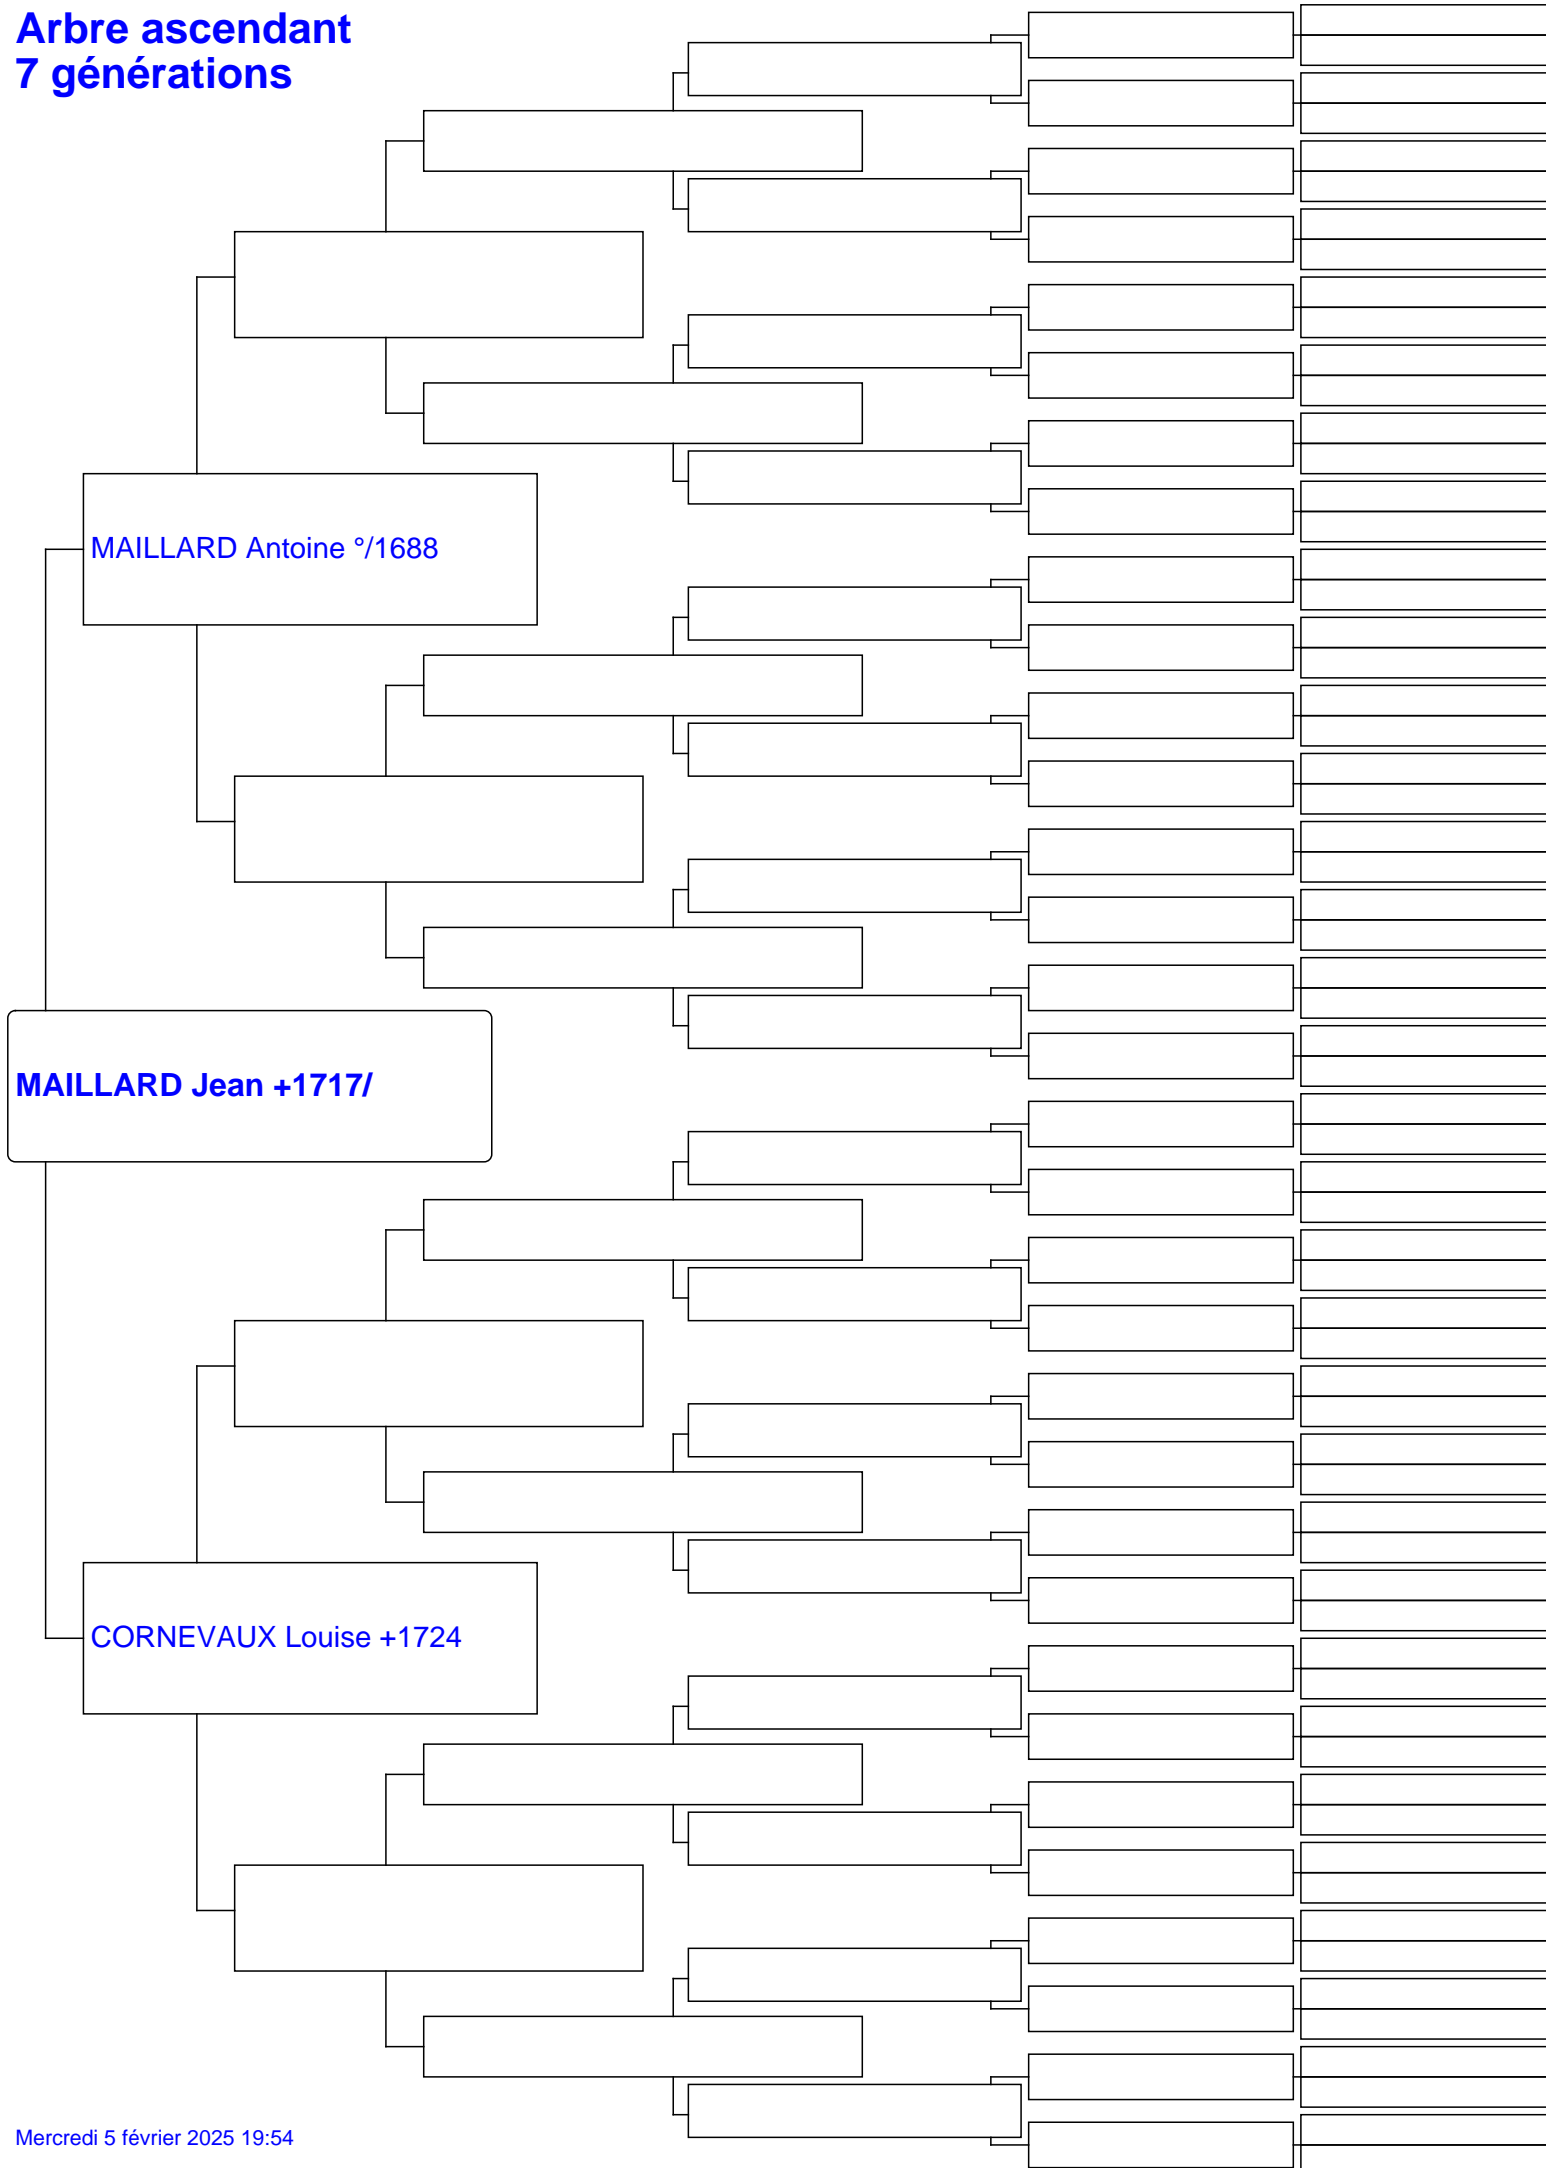 Arbre ascendant
7 générations
MAILLARD Antoine °/1688
MAILLARD Jean +1717/
CORNEVAUX Louise +1724
Mercredi 5 février 2025 19:54